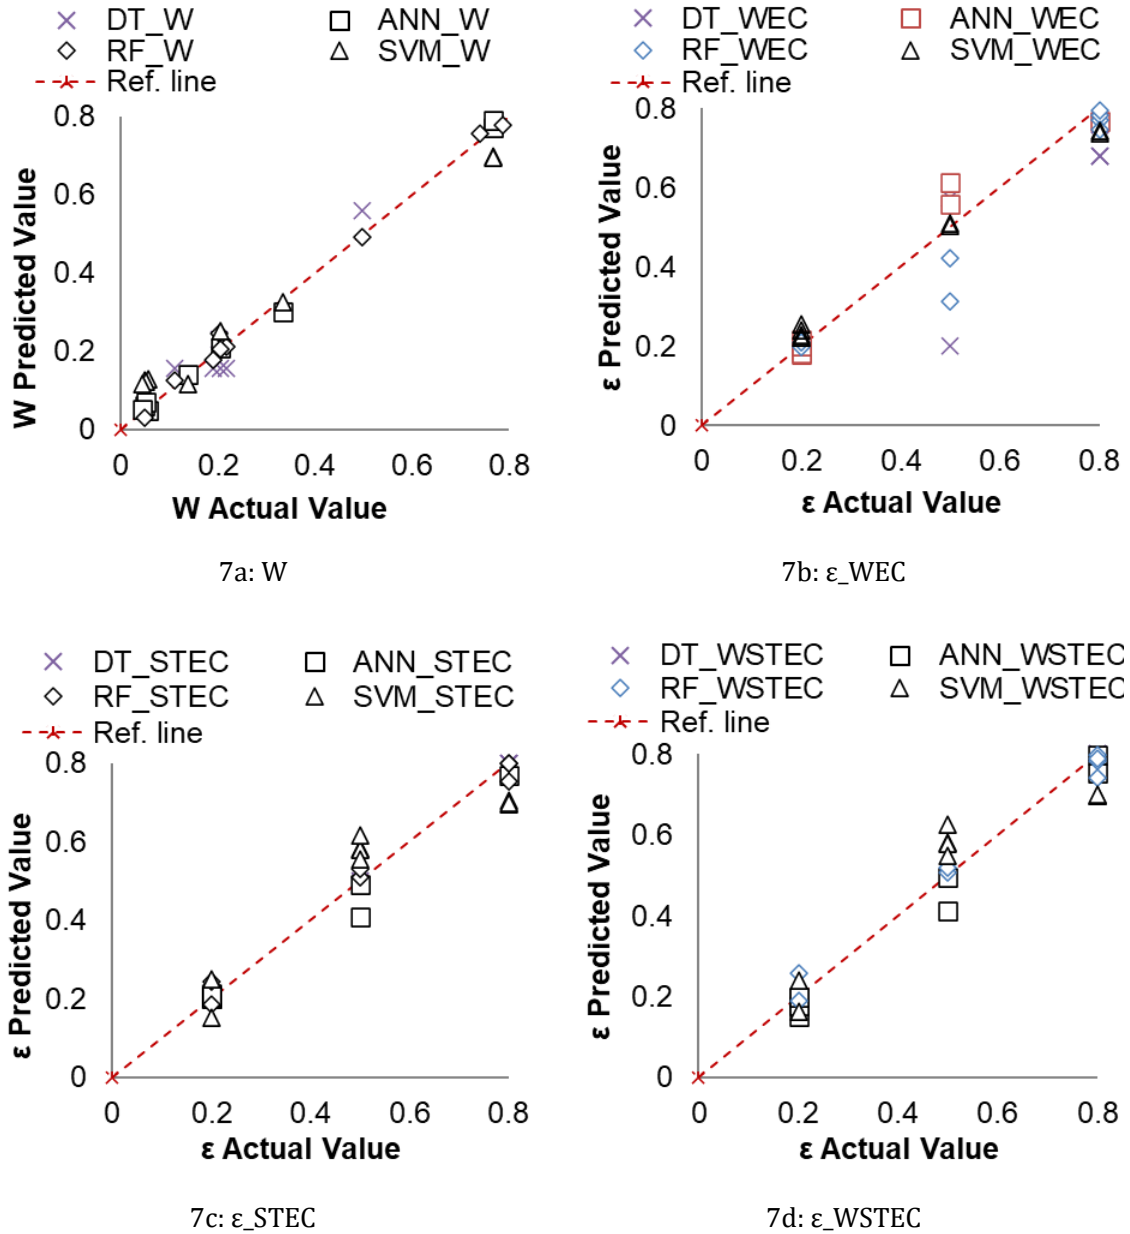 DT_W ANN_W
RF_W SVM_W
Ref. line
0.8
0.6
0.4
0.2
0
0 0.2 0.4 0.6 0.8
W Predicted Value
W Actual Value
7a: W
DT_WEC ANN_WEC
RF_WEC SVM_WEC
Ref. line
0.8
0.6
0.4
0.2
0
0 0.2 0.4 0.6 0.8
ε Predicted Value
ε Actual Value
7b: ε_WEC
DT_STEC ANN_STEC
RF_STEC SVM_STEC
Ref. line
0.8
0.6
0.4
0.2
0
0 0.2 0.4 0.6 0.8
ε Predicted Value
ε Actual Value
7c: ε_STEC
DT_WSTEC ANN_WSTEC
RF_WSTEC SVM_WSTEC
Ref. line
0.8
0.6
0.4
0.2
0
0 0.2 0.4 0.6 0.8
ε Predicted Value
ε Actual Value
7d: ε_WSTEC